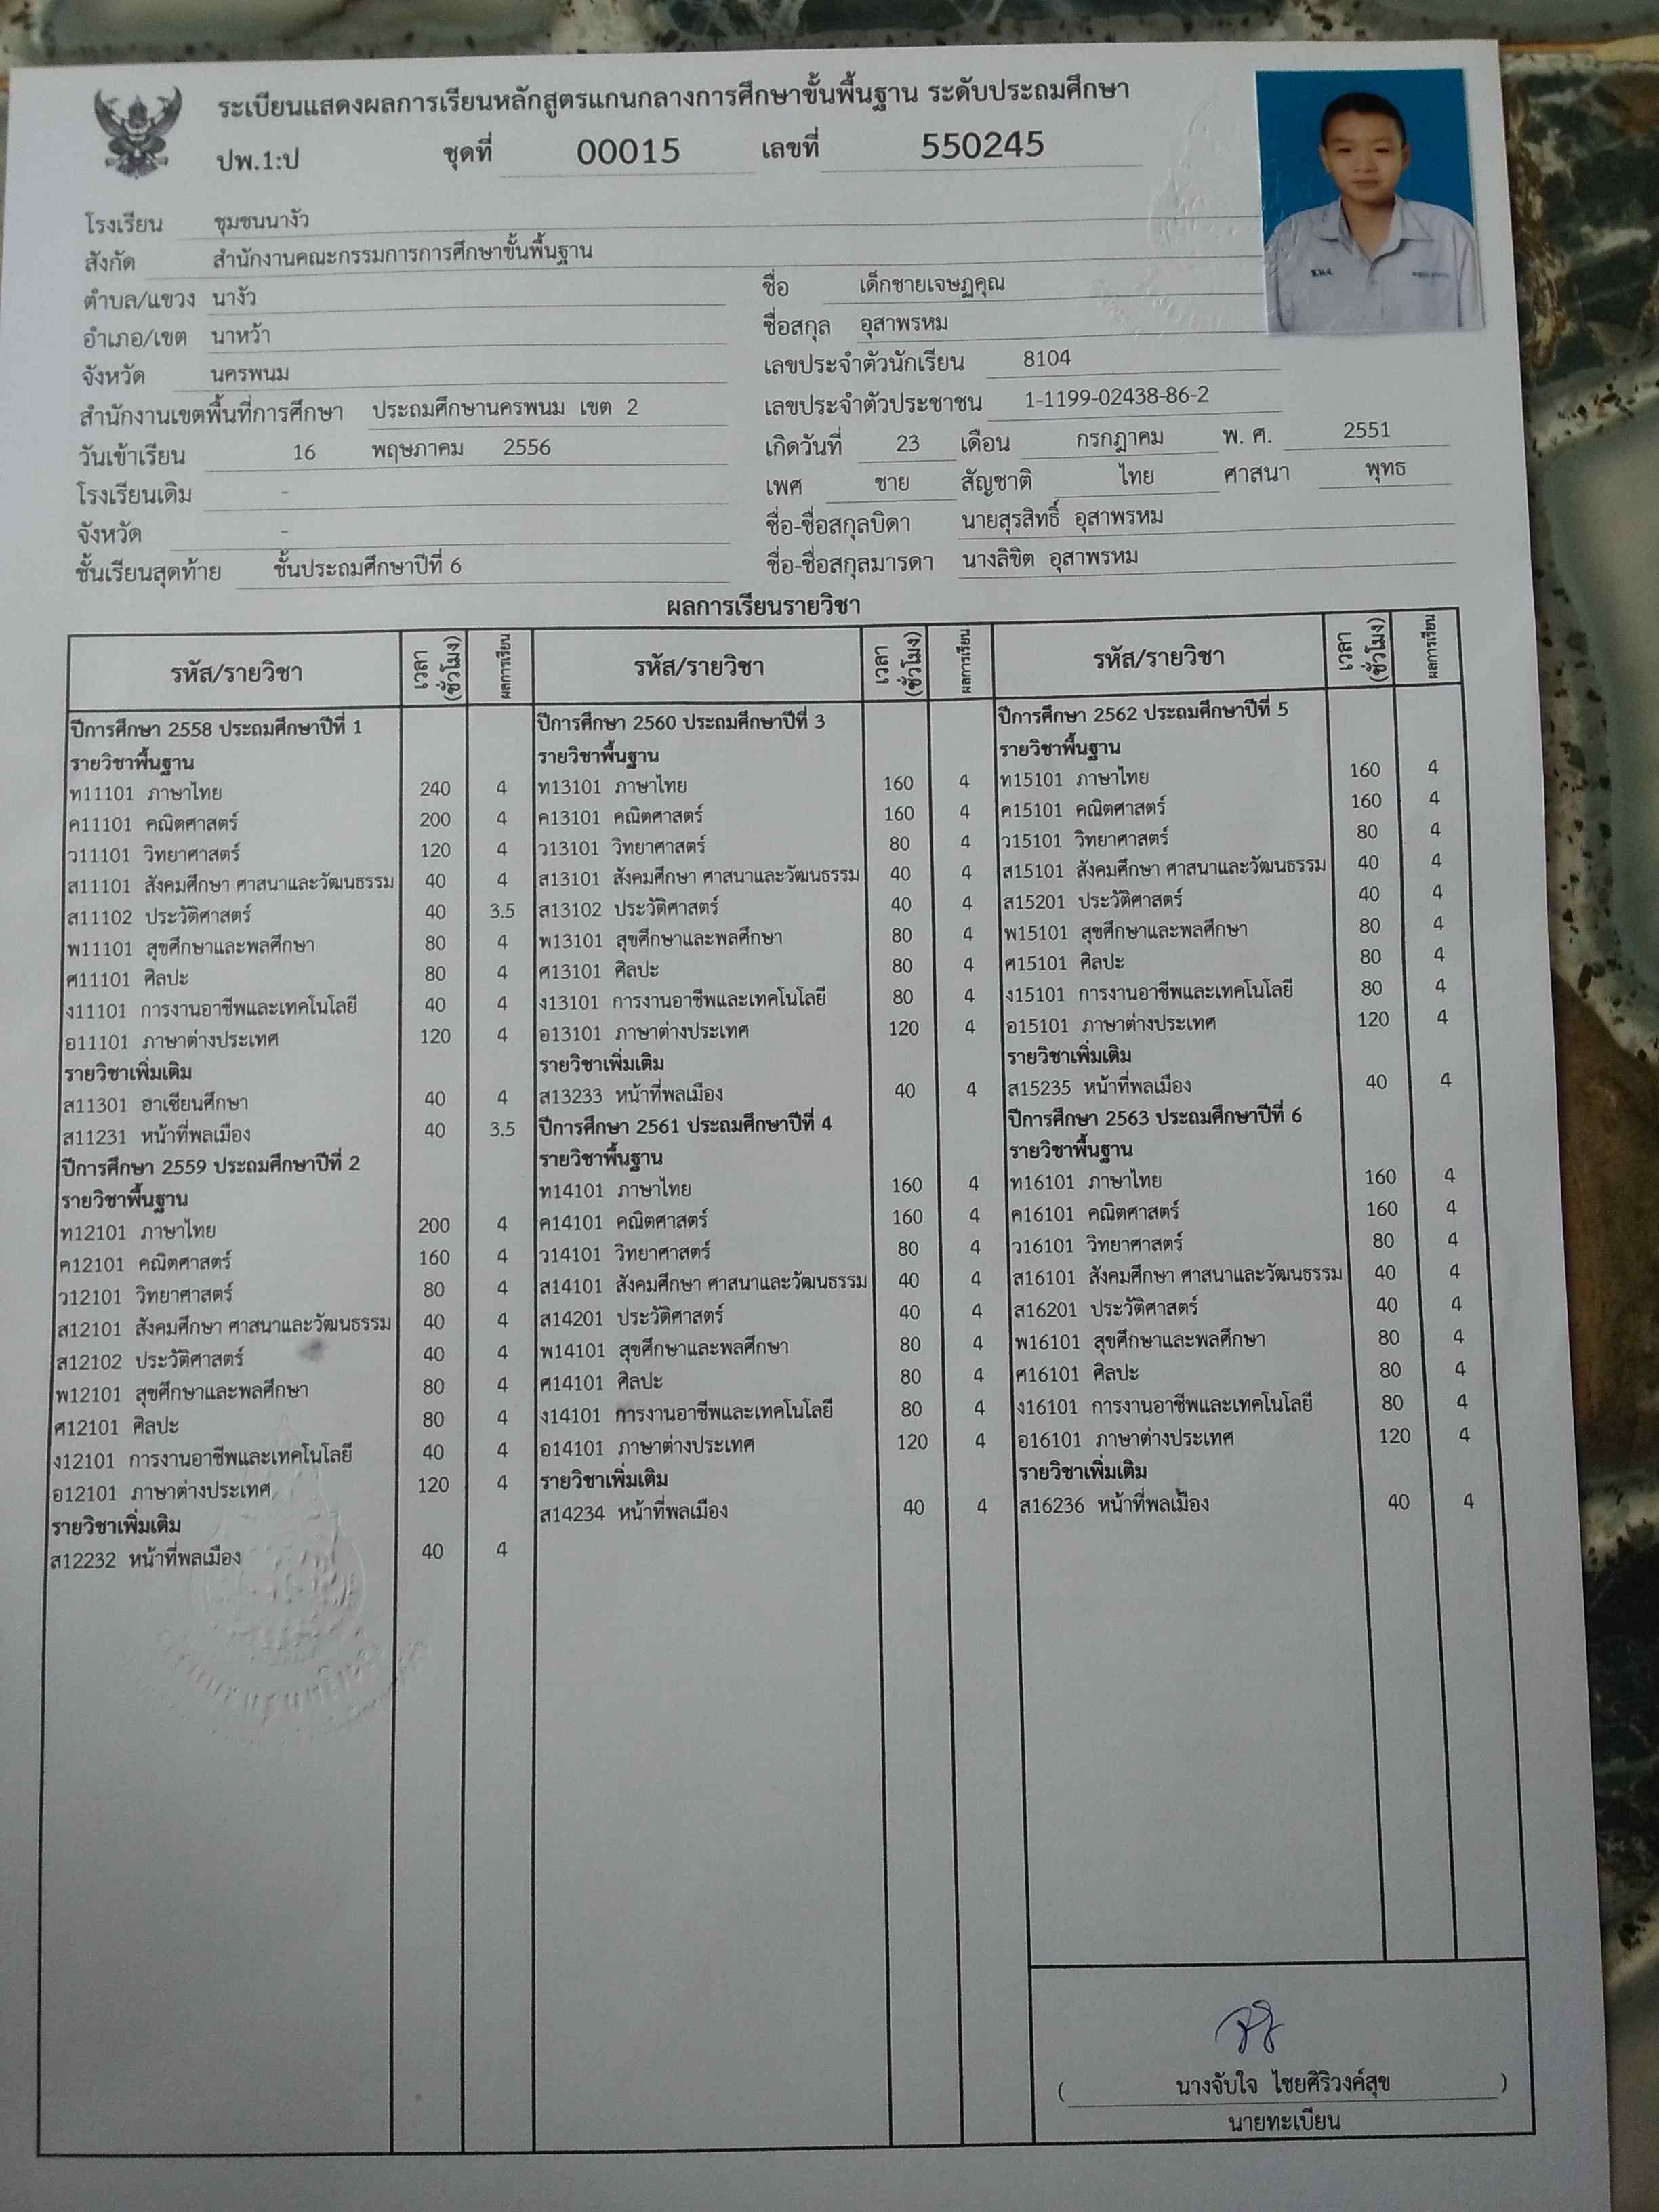 ระเบียนแสดงผลการเรียนหลักสูตรแกนกลางการศึกษาขั้นพื้นฐาน ระดับประถมศึกษา
ปพ.1:ป ชุดที่ 00015 เลขที่ 550245
โรงเรียน ชุมชนนางัว
สังกัด สำนักงานคณะกรรมการการศึกษาขั้นพื้นฐาน
ตำบล/แขวง นางัว
อำเภอ/เขต นาหว้า
จังหวัด นครพนม
สำนักงานเขตพื้นที่การศึกษา ประถมศึกษานครพนม เขต 2
วันเข้าเรียน 16 พฤษภาคม 2556
โรงเรียนเดิม -
จังหวัด -
ชั้นเรียนสุดท้าย ชั้นประถมศึกษาปีที่ 6
ชื่อ เด็กชายเจษฏคุณ
ชื่อสกุล อุสาพรหม
เลขประจำตัวนักเรียน 8104
เลขประจำตัวประชาชน 1-1199-02438-86-2
เกิดวันที่ 23 เดือน กรกฎาคม พ. ศ. 2551
เพศ ชาย สัญชาติ ไทย ศาสนา พุทธ
ชื่อ-ชื่อสกุลบิดา นายสุรสิทธิ์ อุสาพรหม
ชื่อ-ชื่อสกุลมารดา นางลิขิต อุสาพรหม
ผลการเรียนรายวิชา
รหัส/รายวิชา เวลา (ชั่วโมง) ผลการเรียน
ปีการศึกษา 2558 ประถมศึกษาปีที่ 1
รายวิชาพื้นฐาน
ท11101 ภาษาไทย 240 4
ค11101 คณิตศาสตร์ 200 4
ว11101 วิทยาศาสตร์ 120 4
ส11101 สังคมศึกษา ศาสนาและวัฒนธรรม 40 4
ส11102 ประวัติศาสตร์ 40 3.5
พ11101 สุขศึกษาและพลศึกษา 80 4
ศ11101 ศิลปะ 80 4
ง11101 การงานอาชีพและเทคโนโลยี 40 4
อ11101 ภาษาต่างประเทศ 120 4
รายวิชาเพิ่มเติม
ส11301 อาเซียนศึกษา 40 4
ส11231 หน้าที่พลเมือง 40 3.5
ปีการศึกษา 2559 ประถมศึกษาปีที่ 2
รายวิชาพื้นฐาน
ท12101 ภาษาไทย 200 4
ค12101 คณิตศาสตร์ 160 4
ว12101 วิทยาศาสตร์ 80 4
ส12101 สังคมศึกษา ศาสนาและวัฒนธรรม 40 4
ส12102 ประวัติศาสตร์ 40 4
พ12101 สุขศึกษาและพลศึกษา 80 4
ศ12101 ศิลปะ 80 4
ง12101 การงานอาชีพและเทคโนโลยี 40 4
อ12101 ภาษาต่างประเทศ 120 4
รายวิชาเพิ่มเติม
ส12232 หน้าที่พลเมือง 40 4
รหัส/รายวิชา เวลา (ชั่วโมง) ผลการเรียน
ปีการศึกษา 2560 ประถมศึกษาปีที่ 3
รายวิชาพื้นฐาน
ท13101 ภาษาไทย 160 4
ค13101 คณิตศาสตร์ 160 4
ว13101 วิทยาศาสตร์ 80 4
ส13101 สังคมศึกษา ศาสนาและวัฒนธรรม 40 4
ส13102 ประวัติศาสตร์ 40 4
พ13101 สุขศึกษาและพลศึกษา 80 4
ศ13101 ศิลปะ 80 4
ง13101 การงานอาชีพและเทคโนโลยี 80 4
อ13101 ภาษาต่างประเทศ 120 4
รายวิชาเพิ่มเติม
ส13233 หน้าที่พลเมือง 40 4
ปีการศึกษา 2561 ประถมศึกษาปีที่ 4
รายวิชาพื้นฐาน
ท14101 ภาษาไทย 160 4
ค14101 คณิตศาสตร์ 160 4
ว14101 วิทยาศาสตร์ 80 4
ส14101 สังคมศึกษา ศาสนาและวัฒนธรรม 40 4
ส14201 ประวัติศาสตร์ 40 4
พ14101 สุขศึกษาและพลศึกษา 80 4
ศ14101 ศิลปะ 80 4
ง14101 การงานอาชีพและเทคโนโลยี 80 4
อ14101 ภาษาต่างประเทศ 120 4
รายวิชาเพิ่มเติม
ส14234 หน้าที่พลเมือง 40 4
รหัส/รายวิชา เวลา (ชั่วโมง) ผลการเรียน
ปีการศึกษา 2562 ประถมศึกษาปีที่ 5
รายวิชาพื้นฐาน
ท15101 ภาษาไทย 160 4
ค15101 คณิตศาสตร์ 160 4
ว15101 วิทยาศาสตร์ 80 4
ส15101 สังคมศึกษา ศาสนาและวัฒนธรรม 40 4
ส15201 ประวัติศาสตร์ 40 4
พ15101 สุขศึกษาและพลศึกษา 80 4
ศ15101 ศิลปะ 80 4
ง15101 การงานอาชีพและเทคโนโลยี 80 4
อ15101 ภาษาต่างประเทศ 120 4
รายวิชาเพิ่มเติม
ส15235 หน้าที่พลเมือง 40 4
ปีการศึกษา 2563 ประถมศึกษาปีที่ 6
รายวิชาพื้นฐาน
ท16101 ภาษาไทย 160 4
ค16101 คณิตศาสตร์ 160 4
ว16101 วิทยาศาสตร์ 80 4
ส16101 สังคมศึกษา ศาสนาและวัฒนธรรม 40 4
ส16201 ประวัติศาสตร์ 40 4
พ16101 สุขศึกษาและพลศึกษา 80 4
ศ16101 ศิลปะ 80 4
ง16101 การงานอาชีพและเทคโนโลยี 80 4
อ16101 ภาษาต่างประเทศ 120 4
รายวิชาเพิ่มเติม
ส16236 หน้าที่พลเมือง 40 4
( นางจับใจ ไชยศิริวงศ์สุข )
นายทะเบียน